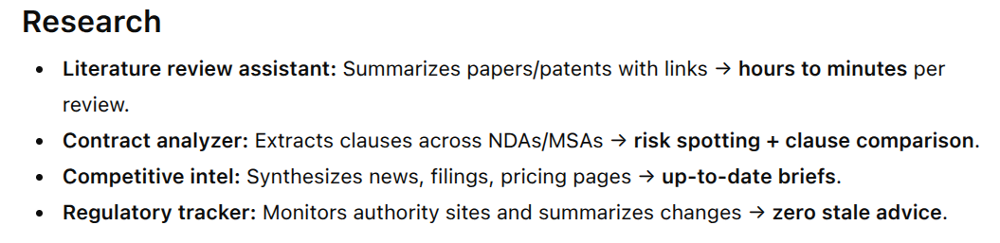 Research
• Literature review assistant: Summarizes papers/patents with links → hours to minutes per
review.
• Contract analyzer: Extracts clauses across NDAs/MSAs → risk spotting + clause comparison.
• Competitive intel: Synthesizes news, filings, pricing pages → up-to-date briefs.
• Regulatory tracker: Monitors authority sites and summarizes changes → zero stale advice.